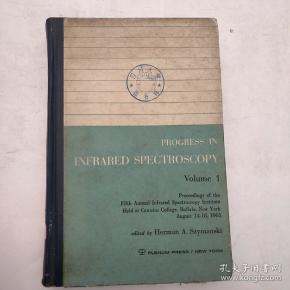 PROGRESS IN
INFRARED SPECTROSCOPY
Volume 1
Proceedings of the
Fifth Annual Infrared Spectroscopy Institute
Held at Canisius College, Buffalo, New York
August 14-18, 1961
edited by Herman A. Szymanski
PLENUM PRESS / NEW YORK
孔夫子旧书网